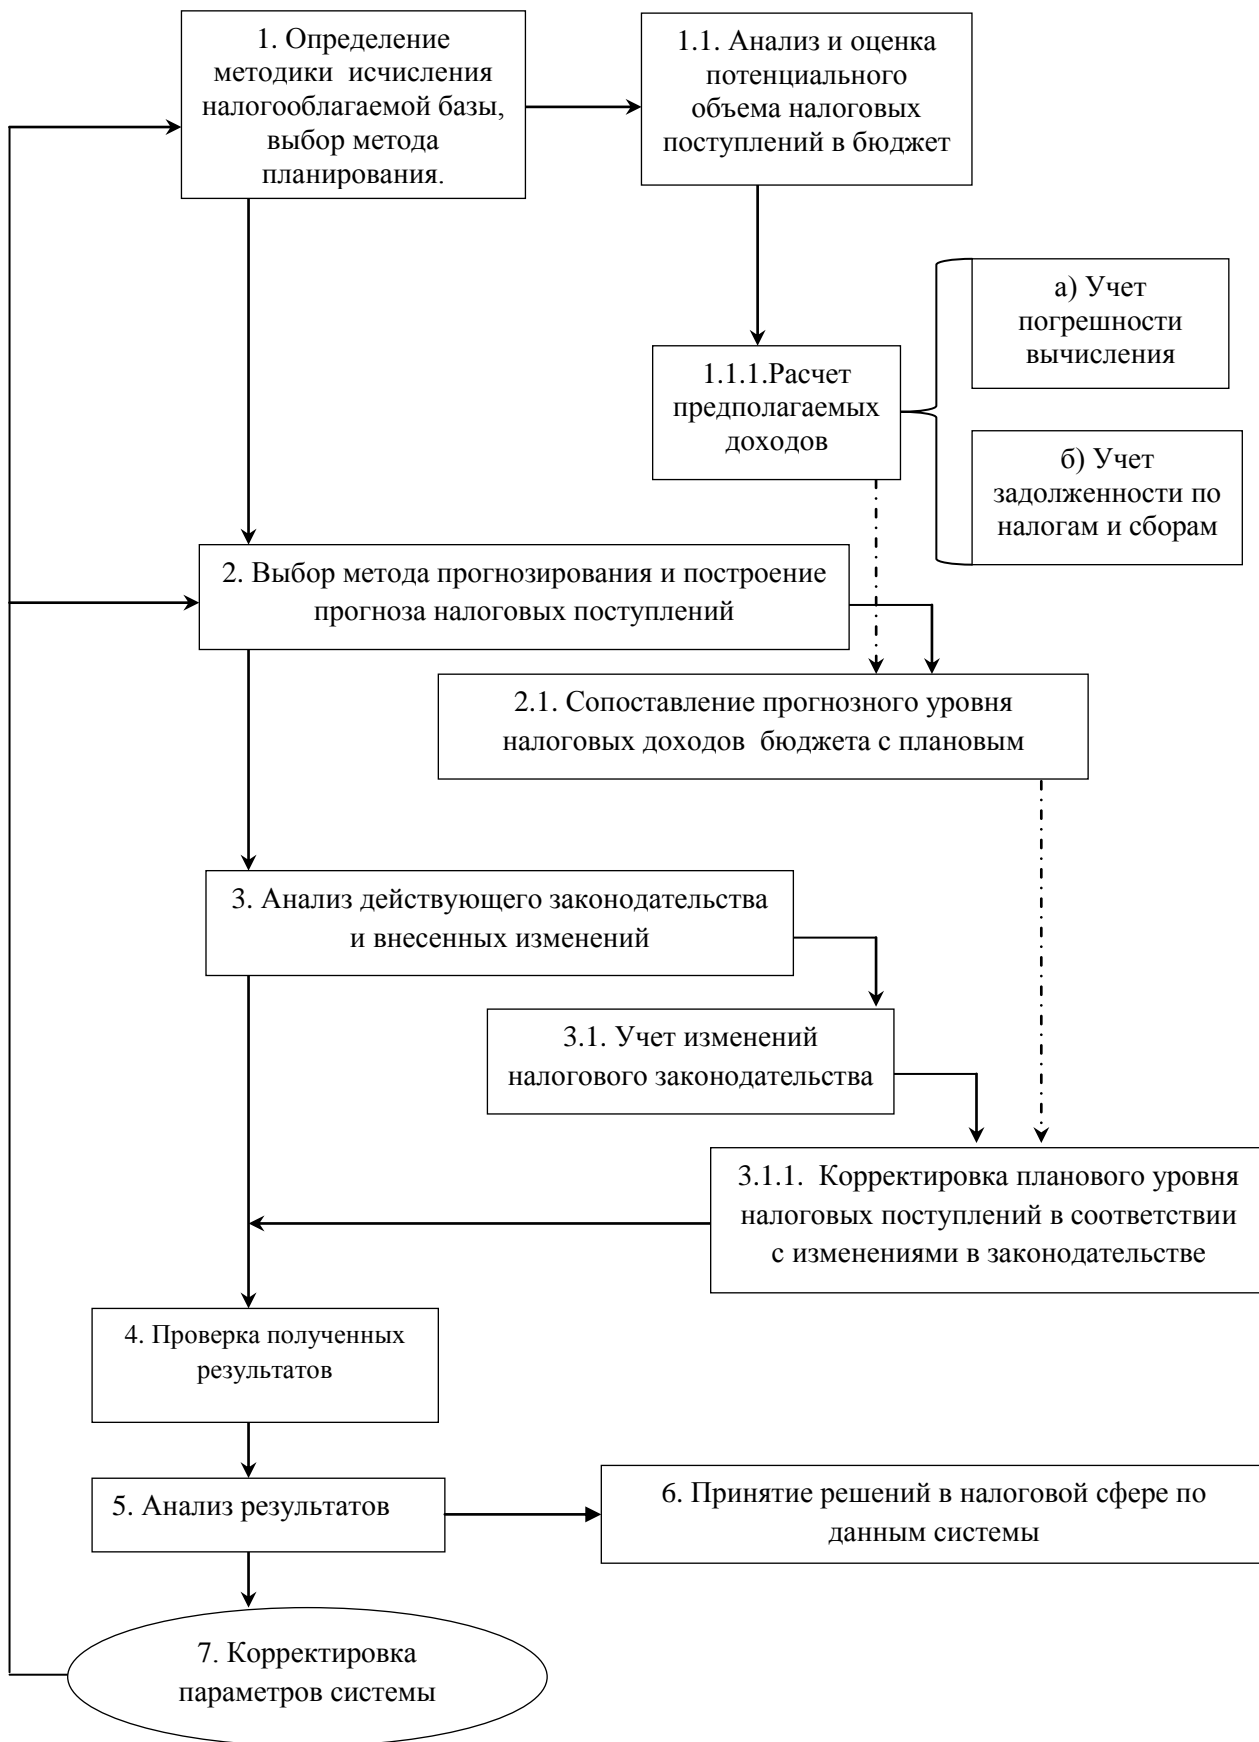 1. Определение
методики исчисления
налогооблагаемой базы,
выбор метода
планирования.
1.1. Анализ и оценка
потенциального
объема налоговых
поступлений в бюджет
а) Учет
погрешности
вычисления
1.1.1.Расчет
предполагаемых
доходов
б) Учет
задолженности по
налогам и сборам
2. Выбор метода прогнозирования и построение
прогноза налоговых поступлений
2.1. Сопоставление прогнозного уровня
налоговых доходов бюджета с плановым
3. Анализ действующего законодательства
и внесенных изменений
3.1. Учет изменений
налогового законодательства
3.1.1. Корректировка планового уровня
налоговых поступлений в соответствии
с изменениями в законодательстве
4. Проверка полученных
результатов
5. Анализ результатов
6. Принятие решений в налоговой сфере по
данным системы
7. Корректировка
параметров системы